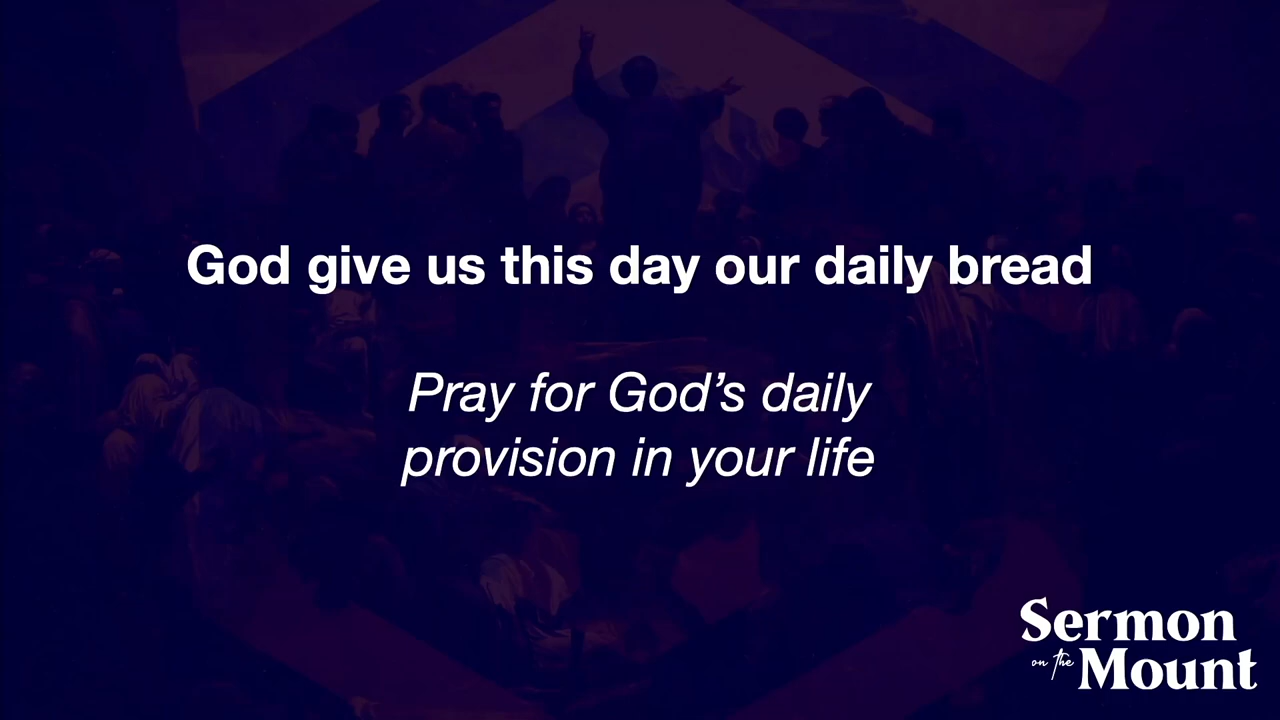 God give us this day our daily bread
Pray for God’s daily
provision in your life
Sermon
on the
Mount